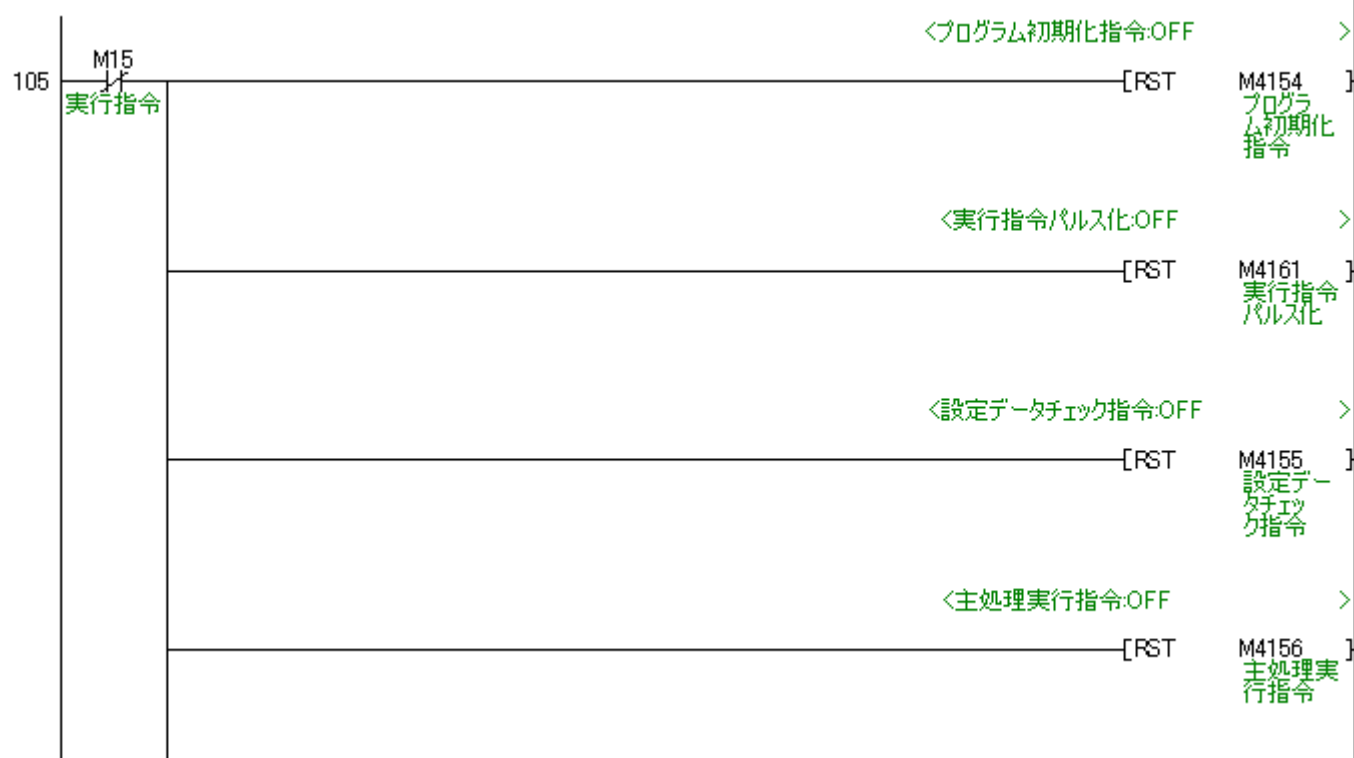 <プログラム初期化指令:OFF >
M15
105
[RST M4154 ]
実行指令
プログラ
ム初期化
指令
<実行指令パルス化:OFF >
[RST M4161 ]
実行指令
パルス化
<設定データチェック指令:OFF >
[RST M4155 ]
設定デー
タチェッ
ク指令
<主処理実行指令:OFF >
[RST M4156 ]
主処理実
行指令